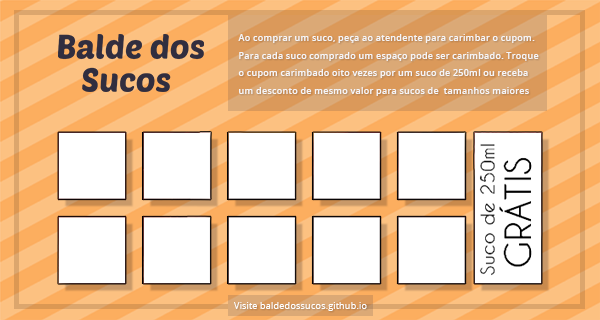 Balde dos
Sucos
Ao comprar um suco, peça ao atendente para carimbar o cupom.
Para cada suco comprado um espaço pode ser carimbado. Troque
o cupom carimbado oito vezes por um suco de 250ml ou receba
um desconto de mesmo valor para sucos de tamanhos maiores
Suco de 250ml
GRÁTIS
Visite baldedossucos.github.io